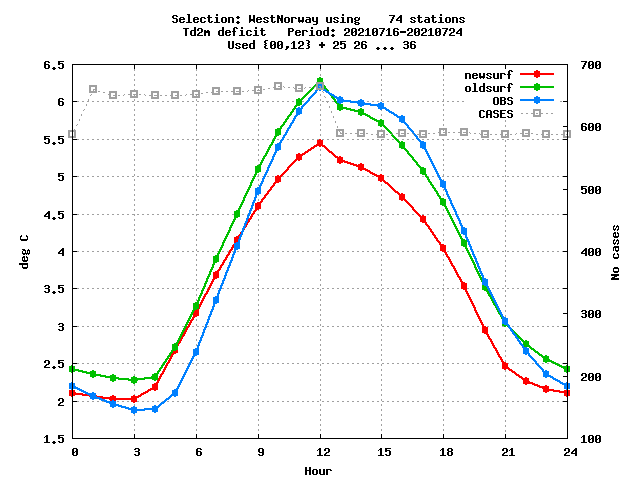 Selection: WestNorway using    74 stations
Td2m deficit   Period: 20210716-20210724
Used {00,12} + 25 26 ... 36
newsurf
oldsurf
OBS
CASES
deg C
No cases
6.5
6
5.5
5
4.5
4
3.5
3
2.5
2
1.5
700
600
500
400
300
200
100
0 3 6 9 12 15 18 21 24
Hour